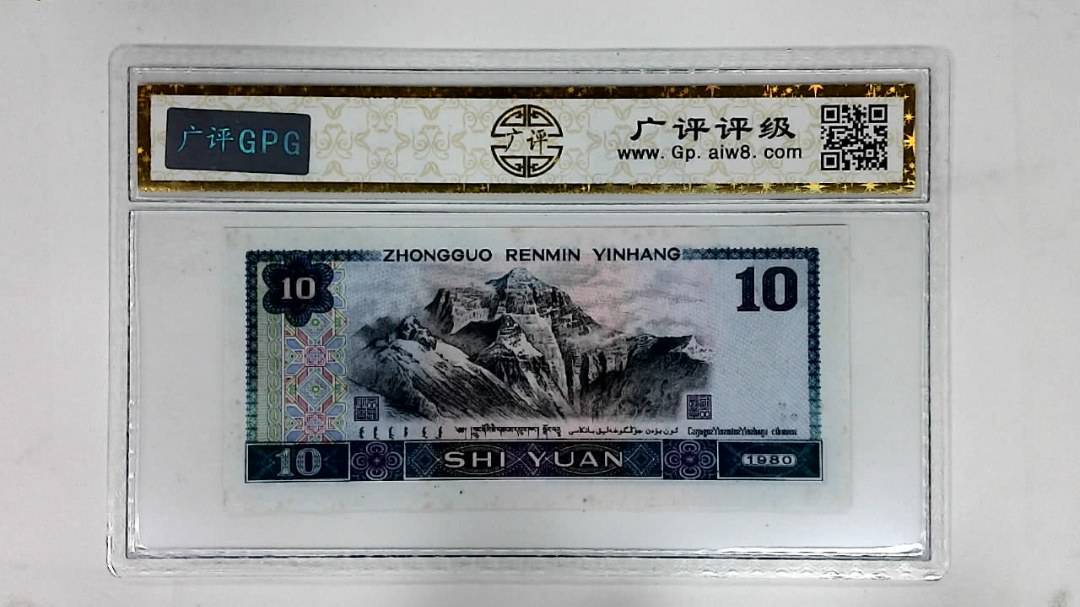 广评GPG
广评
广评评级
www.Gp.aiw8.com
ZHONGGUO RENMIN YINHANG
10
10
10
SHI YUAN
1980